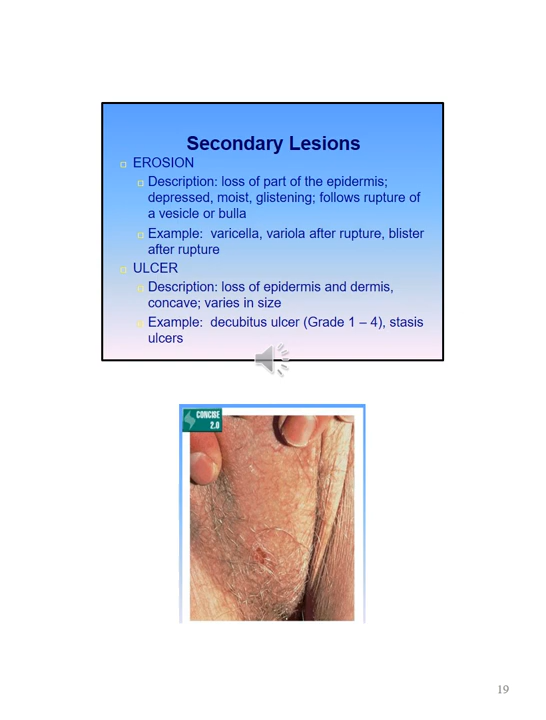 Secondary Lesions
EROSION
Description: loss of part of the epidermis;
depressed, moist, glistening; follows rupture of
a vesicle or bulla
Example: varicella, variola after rupture, blister
after rupture
ULCER
Description: loss of epidermis and dermis,
concave; varies in size
Example: decubitus ulcer (Grade 1 – 4), stasis
ulcers
CONCISE
2.0
19